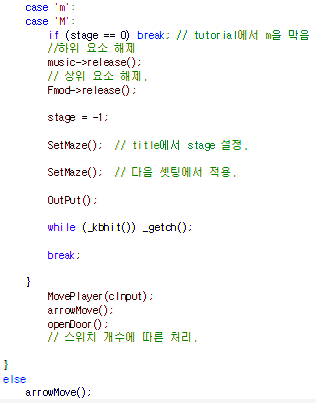 case 'm':
case 'M':
if (stage == 0) break; // tutorial에서 m을 막음
//하위 요소 해제
music->release();
// 상위 요소 해제.
Fmod->release();
stage = -1;
SetMaze(); // title에서 stage 설정.
SetMaze(); // 다음 셋팅에서 적용.
OutPut();
while (_kbhit()) _getch();
break;
}
MovePlayer(cInput);
arrowMove();
openDoor();
// 스위치 개수에 따른 처리.
}
else
arrowMove();